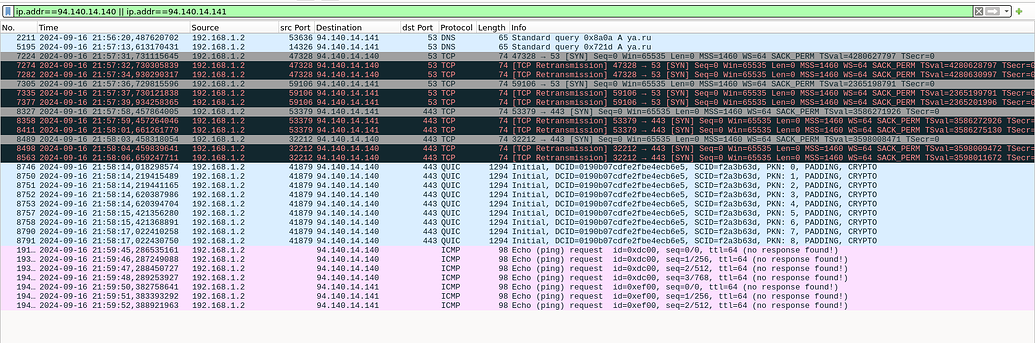 ip.addr==94.140.14.140 || ip.addr==94.140.14.141
No. Time Source src Port Destination dst Port Protocol Length Info
2211 2024-09-16 21:56:20,487620702 192.168.1.2 53636 94.140.14.141 53 DNS 65 Standard query 0x8a0a A ya.ru
5195 2024-09-16 21:57:13,613170431 192.168.1.2 14326 94.140.14.141 53 DNS 65 Standard query 0x721d A ya.ru
7224 2024-09-16 21:57:31,731115645 192.168.1.2 47328 94.140.14.140 53 TCP 74 47328 → 53 [SYN] Seq=0 Win=65535 Len=0 MSS=1460 WS=64 SACK_PERM TSval=4280627797 TSecr=0
7274 2024-09-16 21:57:32,730305839 192.168.1.2 47328 94.140.14.140 53 TCP 74 [TCP Retransmission] 47328 → 53 [SYN] Seq=0 Win=65535 Len=0 MSS=1460 WS=64 SACK_PERM TSval=4280628797 TSecr=0
7282 2024-09-16 21:57:34,930290317 192.168.1.2 47328 94.140.14.140 53 TCP 74 [TCP Retransmission] 47328 → 53 [SYN] Seq=0 Win=65535 Len=0 MSS=1460 WS=64 SACK_PERM TSval=4280630997 TSecr=0
7305 2024-09-16 21:57:36,729815596 192.168.1.2 59106 94.140.14.141 53 TCP 74 59106 → 53 [SYN] Seq=0 Win=65535 Len=0 MSS=1460 WS=64 SACK_PERM TSval=2365198791 TSecr=0
7335 2024-09-16 21:57:37,730121838 192.168.1.2 59106 94.140.14.141 53 TCP 74 [TCP Retransmission] 59106 → 53 [SYN] Seq=0 Win=65535 Len=0 MSS=1460 WS=64 SACK_PERM TSval=2365199791 TSecr=0
7377 2024-09-16 21:57:39,934258365 192.168.1.2 59106 94.140.14.141 53 TCP 74 [TCP Retransmission] 59106 → 53 [SYN] Seq=0 Win=65535 Len=0 MSS=1460 WS=64 SACK_PERM TSval=2365201996 TSecr=0
8327 2024-09-16 21:57:58,457864005 192.168.1.2 53379 94.140.14.141 443 TCP 74 53379 → 443 [SYN] Seq=0 Win=65535 Len=0 MSS=1460 WS=64 SACK_PERM TSval=3586271926 TSecr=0
8358 2024-09-16 21:57:59,457264046 192.168.1.2 53379 94.140.14.141 443 TCP 74 [TCP Retransmission] 53379 → 443 [SYN] Seq=0 Win=65535 Len=0 MSS=1460 WS=64 SACK_PERM TSval=3586272926 TSecr=
8411 2024-09-16 21:58:01,661261779 192.168.1.2 53379 94.140.14.141 443 TCP 74 [TCP Retransmission] 53379 → 443 [SYN] Seq=0 Win=65535 Len=0 MSS=1460 WS=64 SACK_PERM TSval=3586275130 TSecr=
8489 2024-09-16 21:58:03,458319054 192.168.1.2 32212 94.140.14.140 443 TCP 74 32212 → 443 [SYN] Seq=0 Win=65535 Len=0 MSS=1460 WS=64 SACK_PERM TSval=3598008471 TSecr=0
8498 2024-09-16 21:58:04,459839641 192.168.1.2 32212 94.140.14.140 443 TCP 74 [TCP Retransmission] 32212 → 443 [SYN] Seq=0 Win=65535 Len=0 MSS=1460 WS=64 SACK_PERM TSval=3598009472 TSecr=
8563 2024-09-16 21:58:06,659247711 192.168.1.2 32212 94.140.14.140 443 TCP 74 [TCP Retransmission] 32212 → 443 [SYN] Seq=0 Win=65535 Len=0 MSS=1460 WS=64 SACK_PERM TSval=3598011672 TSecr=
8746 2024-09-16 21:58:14,018298574 192.168.1.2 41879 94.140.14.140 443 QUIC 1294 Initial, DCID=0190b07cdfe2fbe4ecb6e5, SCID=f2a3b63d, PKN: 0, PADDING, CRYPTO
8750 2024-09-16 21:58:14,219415489 192.168.1.2 41879 94.140.14.140 443 QUIC 1294 Initial, DCID=0190b07cdfe2fbe4ecb6e5, SCID=f2a3b63d, PKN: 1, PADDING, CRYPTO
8751 2024-09-16 21:58:14,219441165 192.168.1.2 41879 94.140.14.140 443 QUIC 1294 Initial, DCID=0190b07cdfe2fbe4ecb6e5, SCID=f2a3b63d, PKN: 2, PADDING, CRYPTO
8752 2024-09-16 21:58:14,620387986 192.168.1.2 41879 94.140.14.140 443 QUIC 1294 Initial, DCID=0190b07cdfe2fbe4ecb6e5, SCID=f2a3b63d, PKN: 3, PADDING, CRYPTO
8753 2024-09-16 21:58:14,620394704 192.168.1.2 41879 94.140.14.140 443 QUIC 1294 Initial, DCID=0190b07cdfe2fbe4ecb6e5, SCID=f2a3b63d, PKN: 4, PADDING, CRYPTO
8757 2024-09-16 21:58:15,421356280 192.168.1.2 41879 94.140.14.140 443 QUIC 1294 Initial, DCID=0190b07cdfe2fbe4ecb6e5, SCID=f2a3b63d, PKN: 5, PADDING, CRYPTO
8758 2024-09-16 21:58:15,421368891 192.168.1.2 41879 94.140.14.140 443 QUIC 1294 Initial, DCID=0190b07cdfe2fbe4ecb6e5, SCID=f2a3b63d, PKN: 6, PADDING, CRYPTO
8790 2024-09-16 21:58:17,022410258 192.168.1.2 41879 94.140.14.140 443 QUIC 1294 Initial, DCID=0190b07cdfe2fbe4ecb6e5, SCID=f2a3b63d, PKN: 7, PADDING, CRYPTO
8791 2024-09-16 21:58:17,022430750 192.168.1.2 41879 94.140.14.140 443 QUIC 1294 Initial, DCID=0190b07cdfe2fbe4ecb6e5, SCID=f2a3b63d, PKN: 8, PADDING, CRYPTO
191… 2024-09-16 21:59:45,286535161 192.168.1.2 94.140.14.140 ICMP 98 Echo (ping) request id=0xdc00, seq=0/0, ttl=64 (no response found!)
193… 2024-09-16 21:59:46,287249088 192.168.1.2 94.140.14.140 ICMP 98 Echo (ping) request id=0xdc00, seq=1/256, ttl=64 (no response found!)
193… 2024-09-16 21:59:47,288450727 192.168.1.2 94.140.14.140 ICMP 98 Echo (ping) request id=0xdc00, seq=2/512, ttl=64 (no response found!)
193… 2024-09-16 21:59:48,289253927 192.168.1.2 94.140.14.140 ICMP 98 Echo (ping) request id=0xdc00, seq=3/768, ttl=64 (no response found!)
194… 2024-09-16 21:59:50,382758641 192.168.1.2 94.140.14.141 ICMP 98 Echo (ping) request id=0xef00, seq=0/0, ttl=64 (no response found!)
194… 2024-09-16 21:59:51,383393292 192.168.1.2 94.140.14.141 ICMP 98 Echo (ping) request id=0xef00, seq=1/256, ttl=64 (no response found!)
194… 2024-09-16 21:59:52,388921963 192.168.1.2 94.140.14.141 ICMP 98 Echo (ping) request id=0xef00, seq=2/512, ttl=64 (no response found!)